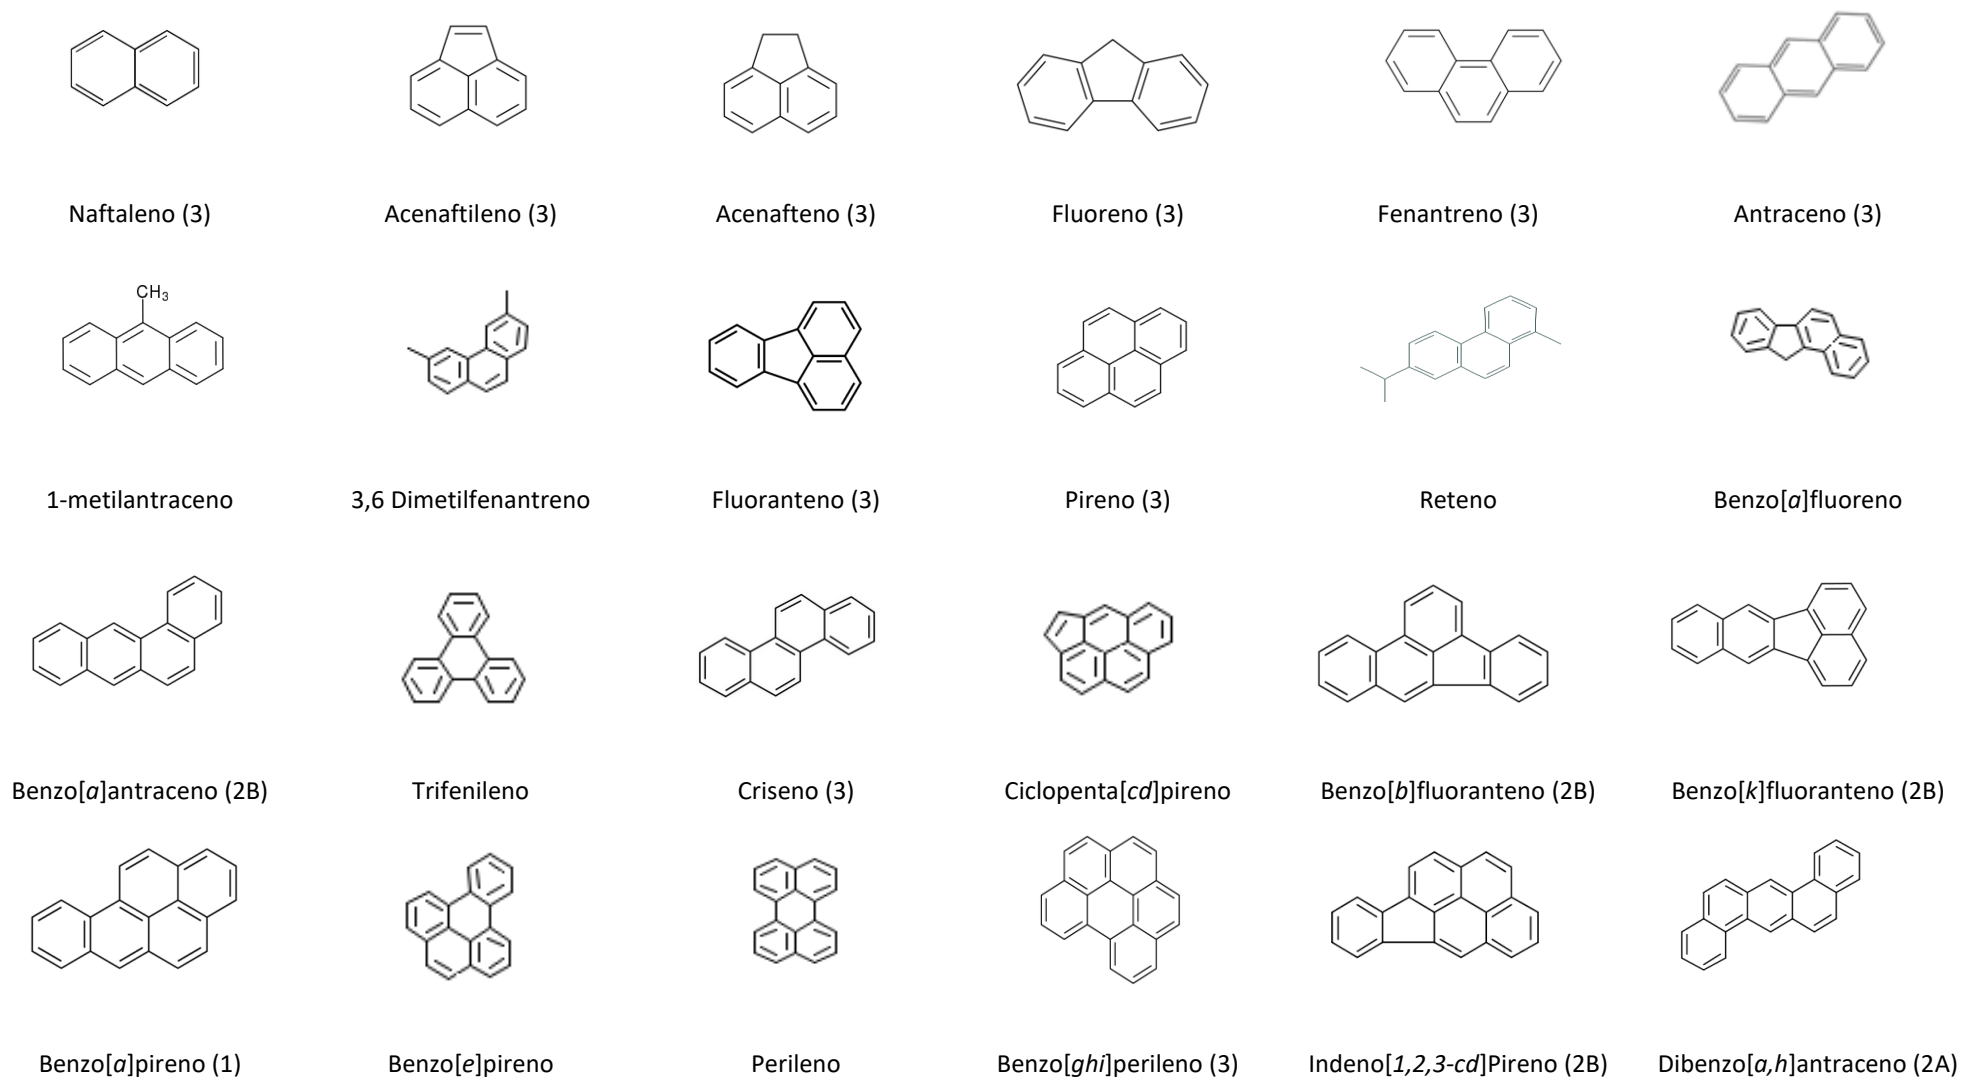 Naftaleno (3)
Acenaftileno (3)
Acenafteno (3)
Fluoreno (3)
Fenantreno (3)
Antraceno (3)
CH3
1-metilantraceno
3,6 Dimetilfenantreno
Fluoranteno (3)
Pireno (3)
Reteno
Benzo[a]fluoreno
Benzo[a]antraceno (2B)
Trifenileno
Criseno (3)
Ciclopenta[cd]pireno
Benzo[b]fluoranteno (2B)
Benzo[k]fluoranteno (2B)
Benzo[a]pireno (1)
Benzo[e]pireno
Perileno
Benzo[ghi]perileno (3)
Indeno[1,2,3-cd]Pireno (2B)
Dibenzo[a,h]antraceno (2A)